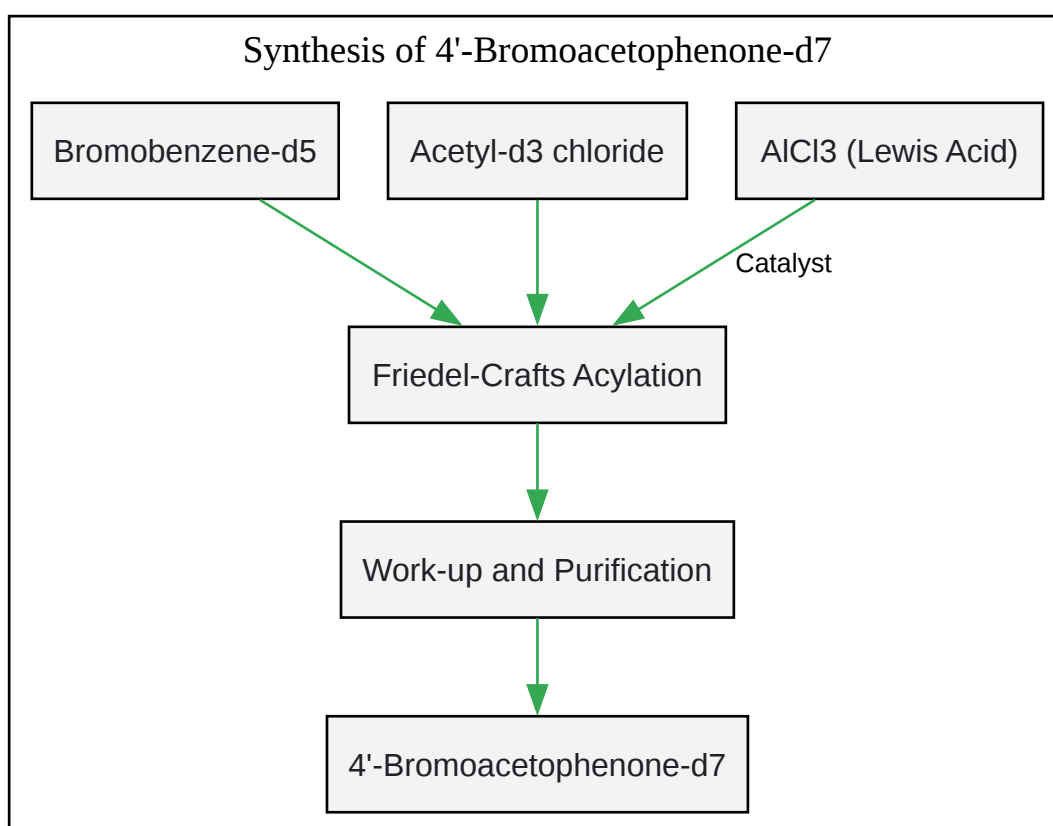 Synthesis of 4'-Bromoacetophenone-d7
Bromobenzene-d5
Acetyl-d3 chloride
AlCl3 (Lewis Acid)
Catalyst
Friedel-Crafts Acylation
Work-up and Purification
4'-Bromoacetophenone-d7